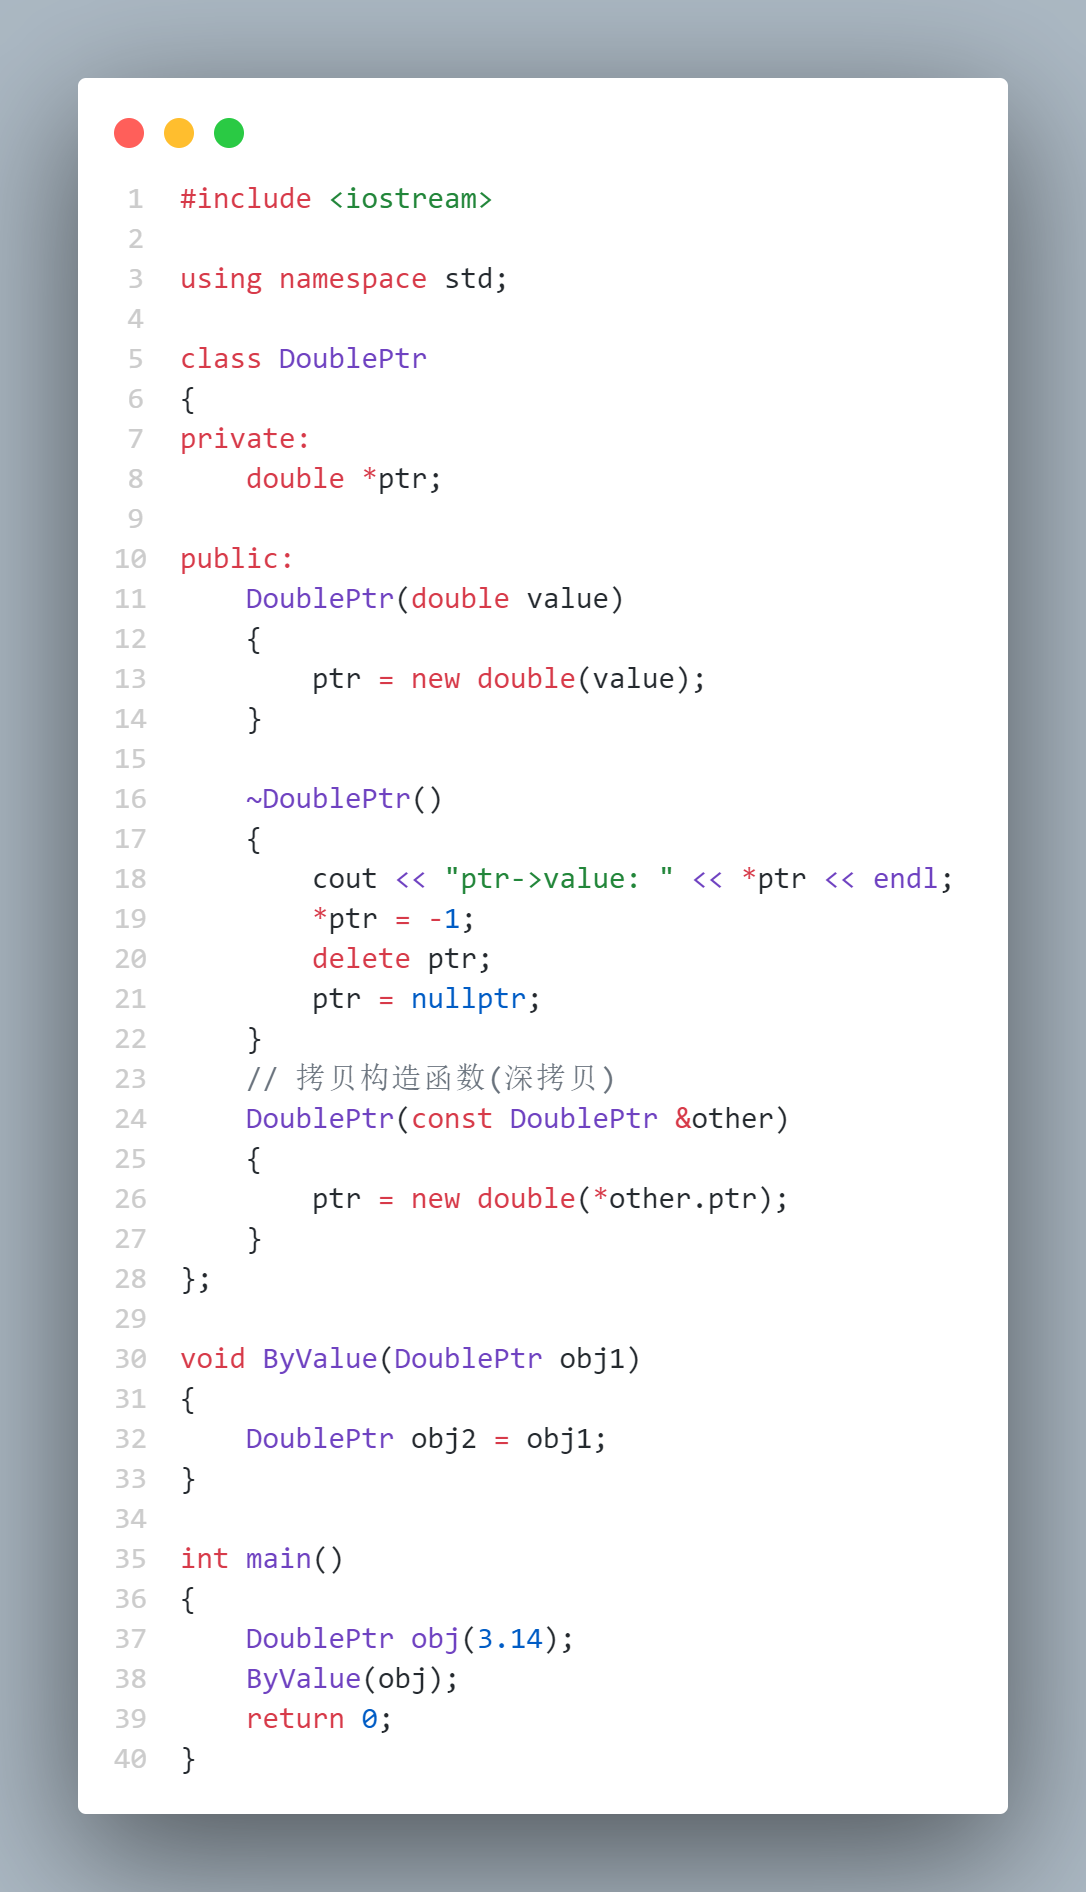 1 #include <iostream>
2
3 using namespace std;
4
5 class DoublePtr
6 {
7 private:
8     double *ptr;
9
10 public:
11     DoublePtr(double value)
12     {
13         ptr = new double(value);
14     }
15
16     ~DoublePtr()
17     {
18         cout << "ptr->value: " << *ptr << endl;
19         *ptr = -1;
20         delete ptr;
21         ptr = nullptr;
22     }
23     // 拷贝构造函数(深拷贝)
24     DoublePtr(const DoublePtr &other)
25     {
26         ptr = new double(*other.ptr);
27     }
28 };
29
30 void ByValue(DoublePtr obj1)
31 {
32     DoublePtr obj2 = obj1;
33 }
34
35 int main()
36 {
37     DoublePtr obj(3.14);
38     ByValue(obj);
39     return 0;
40 }